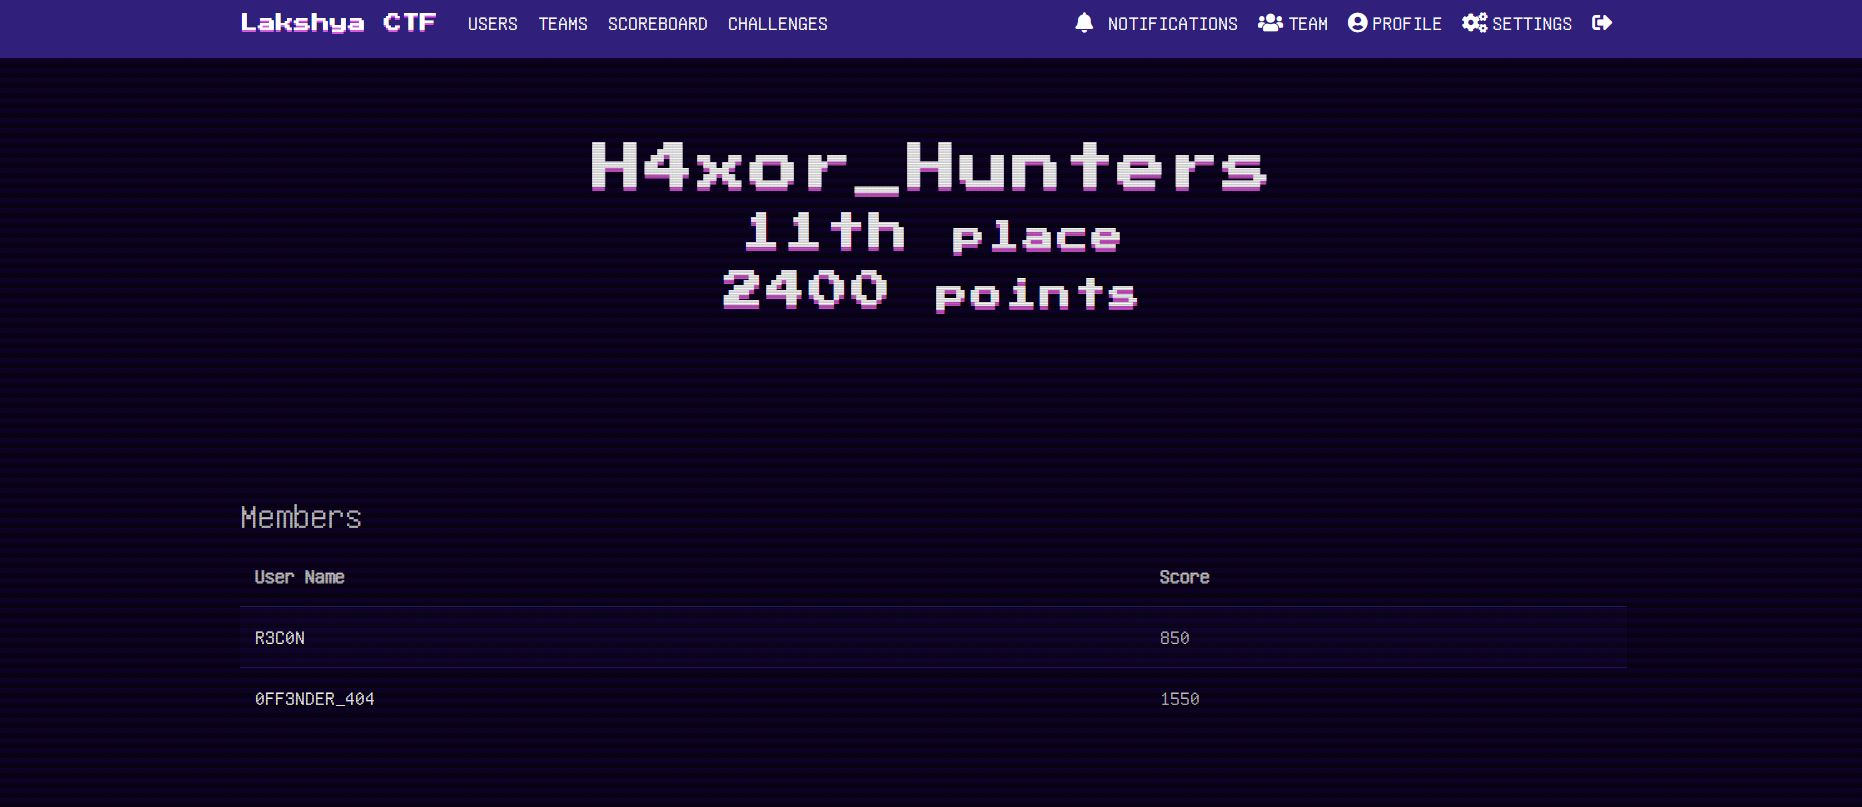 Lakshya CTF USERS TEAMS SCOREBOARD CHALLENGES NOTIFICATIONS TEAM PROFILE SETTINGS
H4xor_Hunters
11th place
2400 points
Members
User Name Score
R3C0N 850
0FF3NDER_404 1550